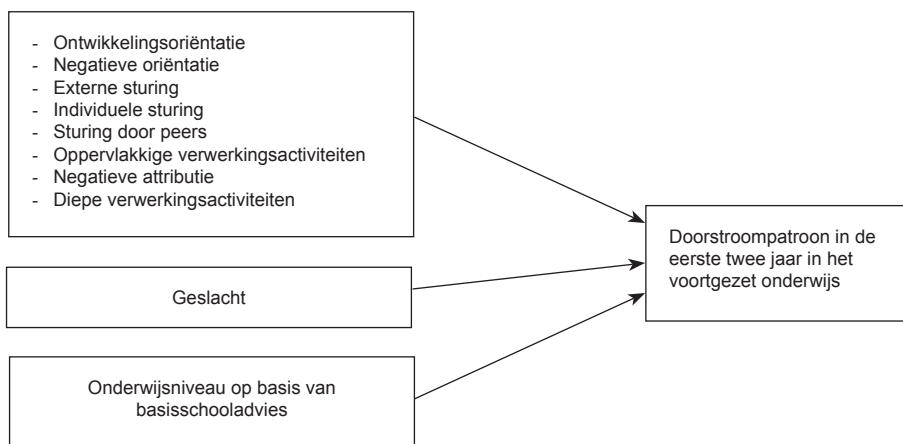 - Ontwikkelingsoriëntatie
- Negatieve oriëntatie
- Externe sturing
- Individuele sturing
- Sturing door peers
- Oppervlakkige verwerkingsactiviteiten
- Negatieve attributie
- Diepe verwerkingsactiviteiten
Doorstroompatroon in de
eerste twee jaar in het
voortgezet onderwijs
Geslacht
Onderwijsniveau op basis van
basisschooladvies